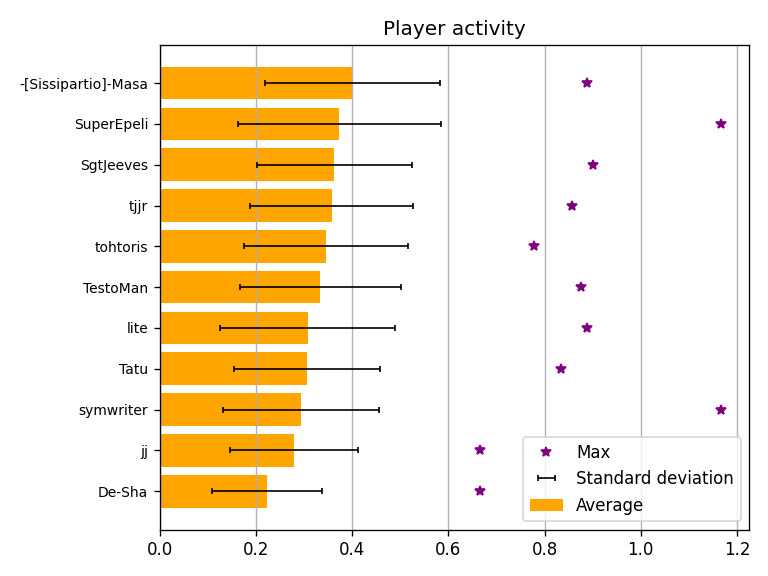 Player activity
-[Sissipartio]-Masa
SuperEpeli
SgtJeeves
tjjr
tohtoris
TestoMan
lite
Tatu
symwriter
jj
De-Sha
Max
Standard deviation
Average
0.0 0.2 0.4 0.6 0.8 1.0 1.2